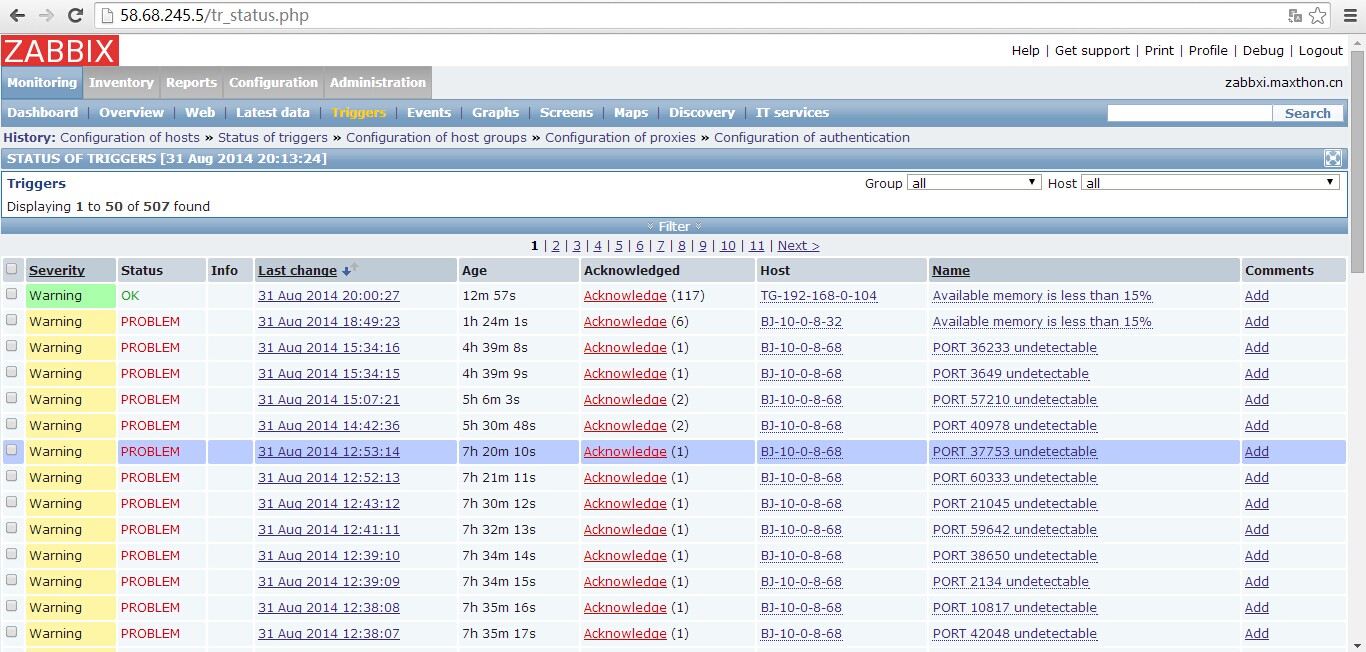 58.68.245.5/tr_status.php
ZABBIX
Help | Get support | Print | Profile | Debug | Logout
Monitoring Inventory Reports Configuration Administration
zabbxi.maxthon.cn
Dashboard | Overview | Web | Latest data | Triggers | Events | Graphs | Screens | Maps | Discovery | IT services Search
History: Configuration of hosts » Status of triggers » Configuration of host groups » Configuration of proxies » Configuration of authentication
STATUS OF TRIGGERS [31 Aug 2014 20:13:24]
Triggers Group all Host all
Displaying 1 to 50 of 507 found
Filter
1 | 2 | 3 | 4 | 5 | 6 | 7 | 8 | 9 | 10 | 11 | Next >
Severity Status Info Last change Age Acknowledged Host Name Comments
Warning OK 31 Aug 2014 20:00:27 12m 57s Acknowledge (117) TG-192-168-0-104 Available memory is less than 15% Add
Warning PROBLEM 31 Aug 2014 18:49:23 1h 24m 1s Acknowledge (6) BJ-10-0-8-32 Available memory is less than 15% Add
Warning PROBLEM 31 Aug 2014 15:34:16 4h 39m 8s Acknowledge (1) BJ-10-0-8-68 PORT 36233 undetectable Add
Warning PROBLEM 31 Aug 2014 15:34:15 4h 39m 9s Acknowledge (1) BJ-10-0-8-68 PORT 3649 undetectable Add
Warning PROBLEM 31 Aug 2014 15:07:21 5h 6m 3s Acknowledge (2) BJ-10-0-8-68 PORT 57210 undetectable Add
Warning PROBLEM 31 Aug 2014 14:42:36 5h 30m 48s Acknowledge (2) BJ-10-0-8-68 PORT 40978 undetectable Add
Warning PROBLEM 31 Aug 2014 12:53:14 7h 20m 10s Acknowledge (1) BJ-10-0-8-68 PORT 37753 undetectable Add
Warning PROBLEM 31 Aug 2014 12:52:13 7h 21m 11s Acknowledge (1) BJ-10-0-8-68 PORT 60333 undetectable Add
Warning PROBLEM 31 Aug 2014 12:43:12 7h 30m 12s Acknowledge (1) BJ-10-0-8-68 PORT 21045 undetectable Add
Warning PROBLEM 31 Aug 2014 12:41:11 7h 32m 13s Acknowledge (1) BJ-10-0-8-68 PORT 59642 undetectable Add
Warning PROBLEM 31 Aug 2014 12:39:10 7h 34m 14s Acknowledge (1) BJ-10-0-8-68 PORT 38650 undetectable Add
Warning PROBLEM 31 Aug 2014 12:39:09 7h 34m 15s Acknowledge (1) BJ-10-0-8-68 PORT 2134 undetectable Add
Warning PROBLEM 31 Aug 2014 12:38:08 7h 35m 16s Acknowledge (1) BJ-10-0-8-68 PORT 10817 undetectable Add
Warning PROBLEM 31 Aug 2014 12:38:07 7h 35m 17s Acknowledge (1) BJ-10-0-8-68 PORT 42048 undetectable Add